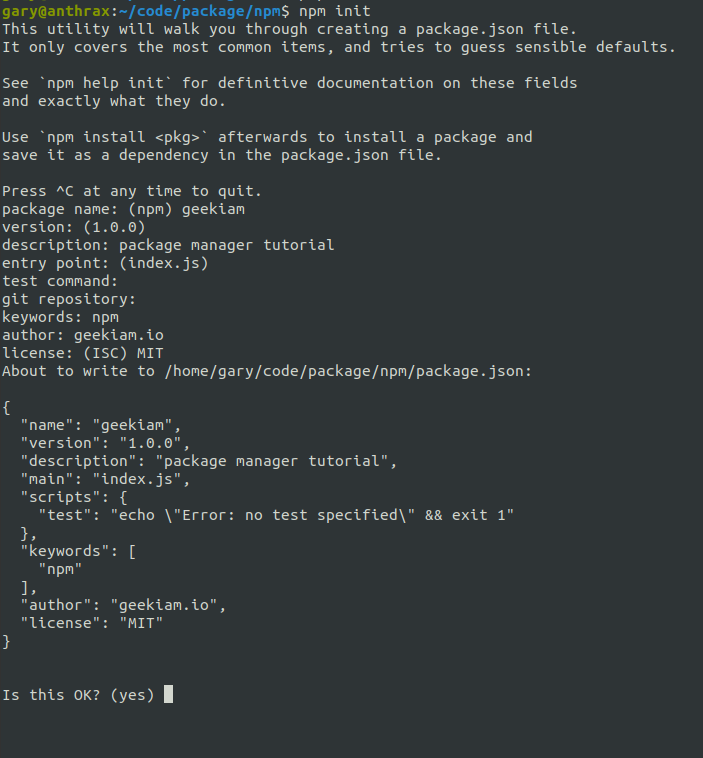 gary@anthrax:~/code/package/npm$ npm init
This utility will walk you through creating a package.json file.
It only covers the most common items, and tries to guess sensible defaults.

See `npm help init` for definitive documentation on these fields
and exactly what they do.

Use `npm install <pkg>` afterwards to install a package and
save it as a dependency in the package.json file.

Press ^C at any time to quit.
package name: (npm) geekiam
version: (1.0.0)
description: package manager tutorial
entry point: (index.js)
test command:
git repository:
keywords: npm
author: geekiam.io
license: (ISC) MIT
About to write to /home/gary/code/package/npm/package.json:

{
  "name": "geekiam",
  "version": "1.0.0",
  "description": "package manager tutorial",
  "main": "index.js",
  "scripts": {
    "test": "echo \"Error: no test specified\" && exit 1"
  },
  "keywords": [
    "npm"
  ],
  "author": "geekiam.io",
  "license": "MIT"
}

Is this OK? (yes)